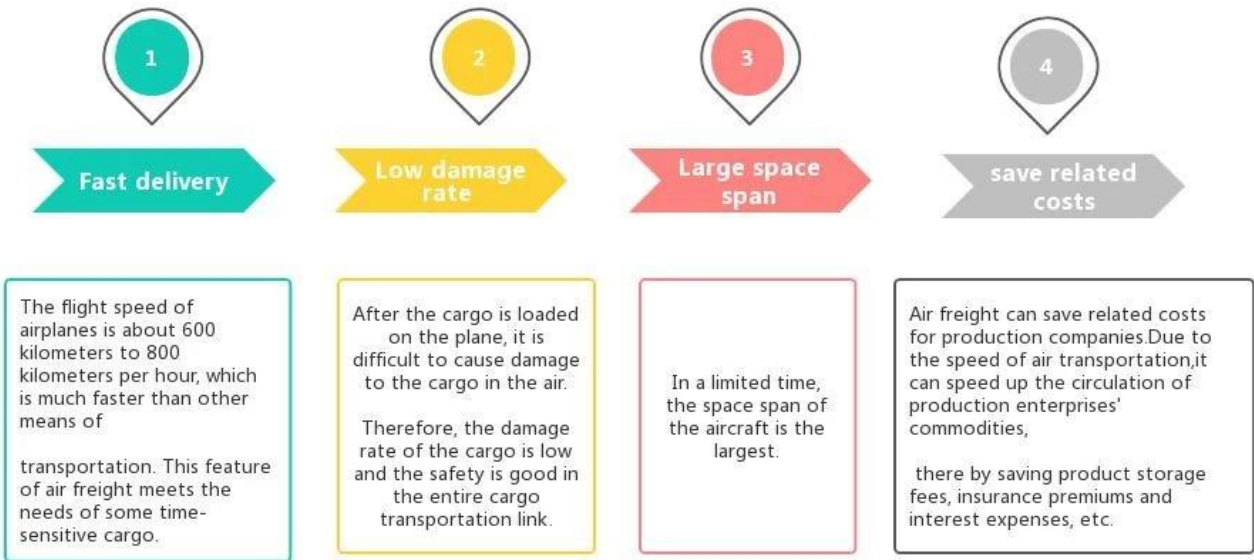 1
Fast delivery
The flight speed of
airplanes is about 600
kilometers to 800
kilometers per hour, which
is much faster than other
means of
transportation. This feature
of air freight meets the
needs of some time-
sensitive cargo.
2
Low damage
rate
After the cargo is loaded
on the plane, it is
difficult to cause damage
to the cargo in the air.
Therefore, the damage
rate of the cargo is low
and the safety is good in
the entire cargo
transportation link.
3
Large space
span
In a limited time,
the space span of
the aircraft is the
largest.
4
save related
costs
Air freight can save related costs
for production companies.Due to
the speed of air transportation,it
can speed up the circulation of
production enterprises'
commodities,
there by saving product storage
fees, insurance premiums and
interest expenses, etc.